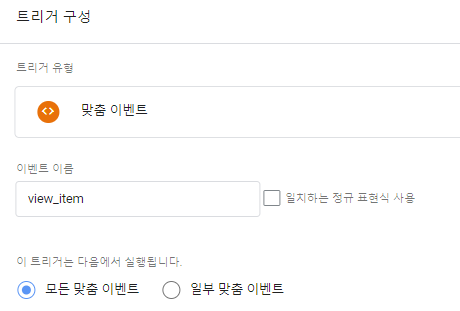 트리거 구성
트리거 유형
맞춤 이벤트
이벤트 이름
view_item
일치하는 정규 표현식 사용
이 트리거는 다음에서 실행됩니다.
모든 맞춤 이벤트 일부 맞춤 이벤트